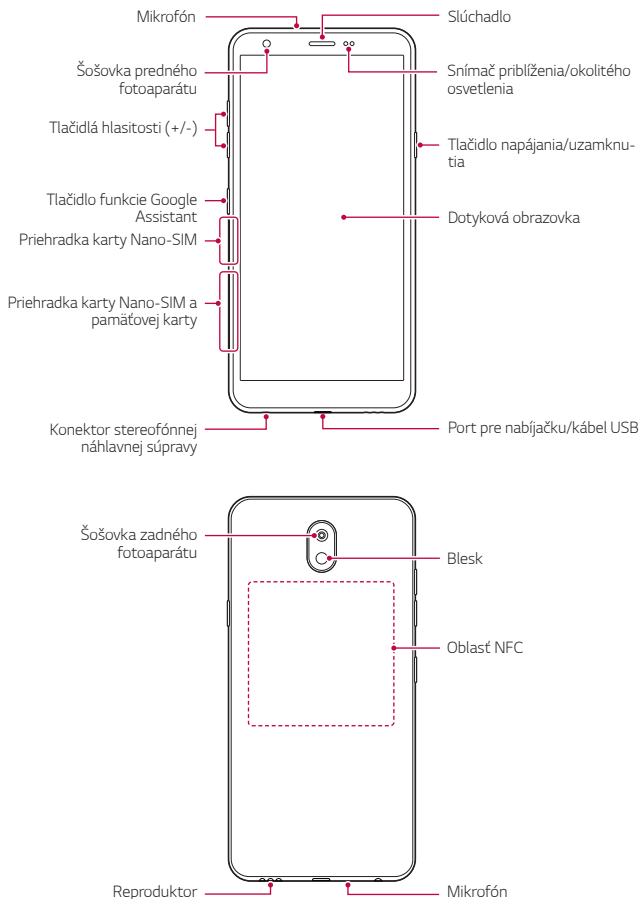 Mikrofón
Slúchadlo
Šošovka predného
fotoaparátu
Snímač priblíženia/okolitého
osvetlenia
Tlačidlá hlasitosti (+/-)
Tlačidlo napájania/uzamknu-
tia
Tlačidlo funkcie Google
Assistant
Dotyková obrazovka
Priehradka karty Nano-SIM
Priehradka karty Nano-SIM a
pamäťovej karty
Konektor stereofónnej
náhlavnej súpravy
Port pre nabíjačku/kábel USB
Šošovka zadného
fotoaparátu
Blesk
Oblasť NFC
Reproduktor
Mikrofón